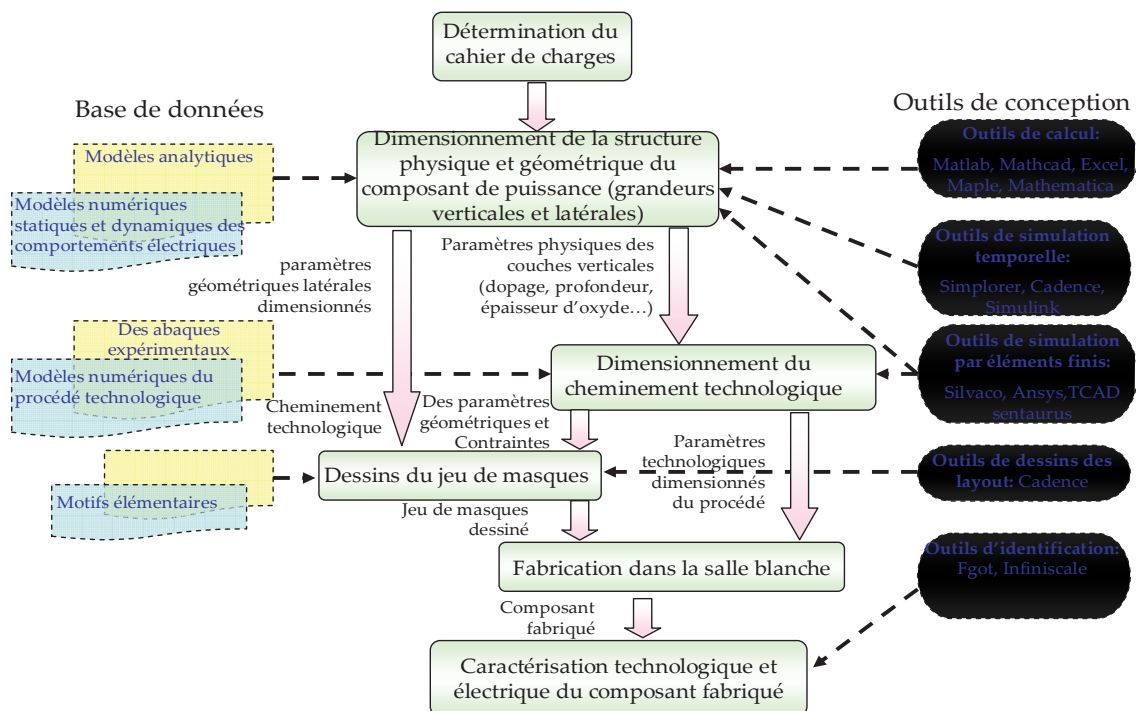 Détermination du
cahier de charges
Base de données
Outils de conception
Modèles analytiques
Modèles numériques
statiques et dynamiques des
comportements électriques
Dimensionnement de la structure
physique et géométrique du
composant de puissance (grandeurs
verticales et latérales)
Outils de calcul:
Matlab, Mathcad, Excel,
Maple, Mathematica
Outils de simulation
temporelle:
Simplorer, Cadence,
Simulink
paramètres
géométriques latérales
dimensionnés
Paramètres physiques des
couches verticales
(dopage, profondeur,
épaisseur d'oxyde…)
Des abaques
expérimentaux
Modèles numériques du
procédé technologique
Dimensionnement du
cheminement technologique
Outils de simulation
par éléments finis:
Silvaco, Ansys,TCAD
sentaurus
Cheminement
technologique
Des paramètres
géométriques et
Contraintes
Paramètres
technologiques
dimensionnés
du procédé
Motifs élémentaires
Dessins du jeu de masques
Outils de dessins des
layout: Cadence
Jeu de masques
dessiné
Fabrication dans la salle blanche
Outils d'identification:
Fgot, Infiniscale
Composant
fabriqué
Caractérisation technologique et
électrique du composant fabriqué